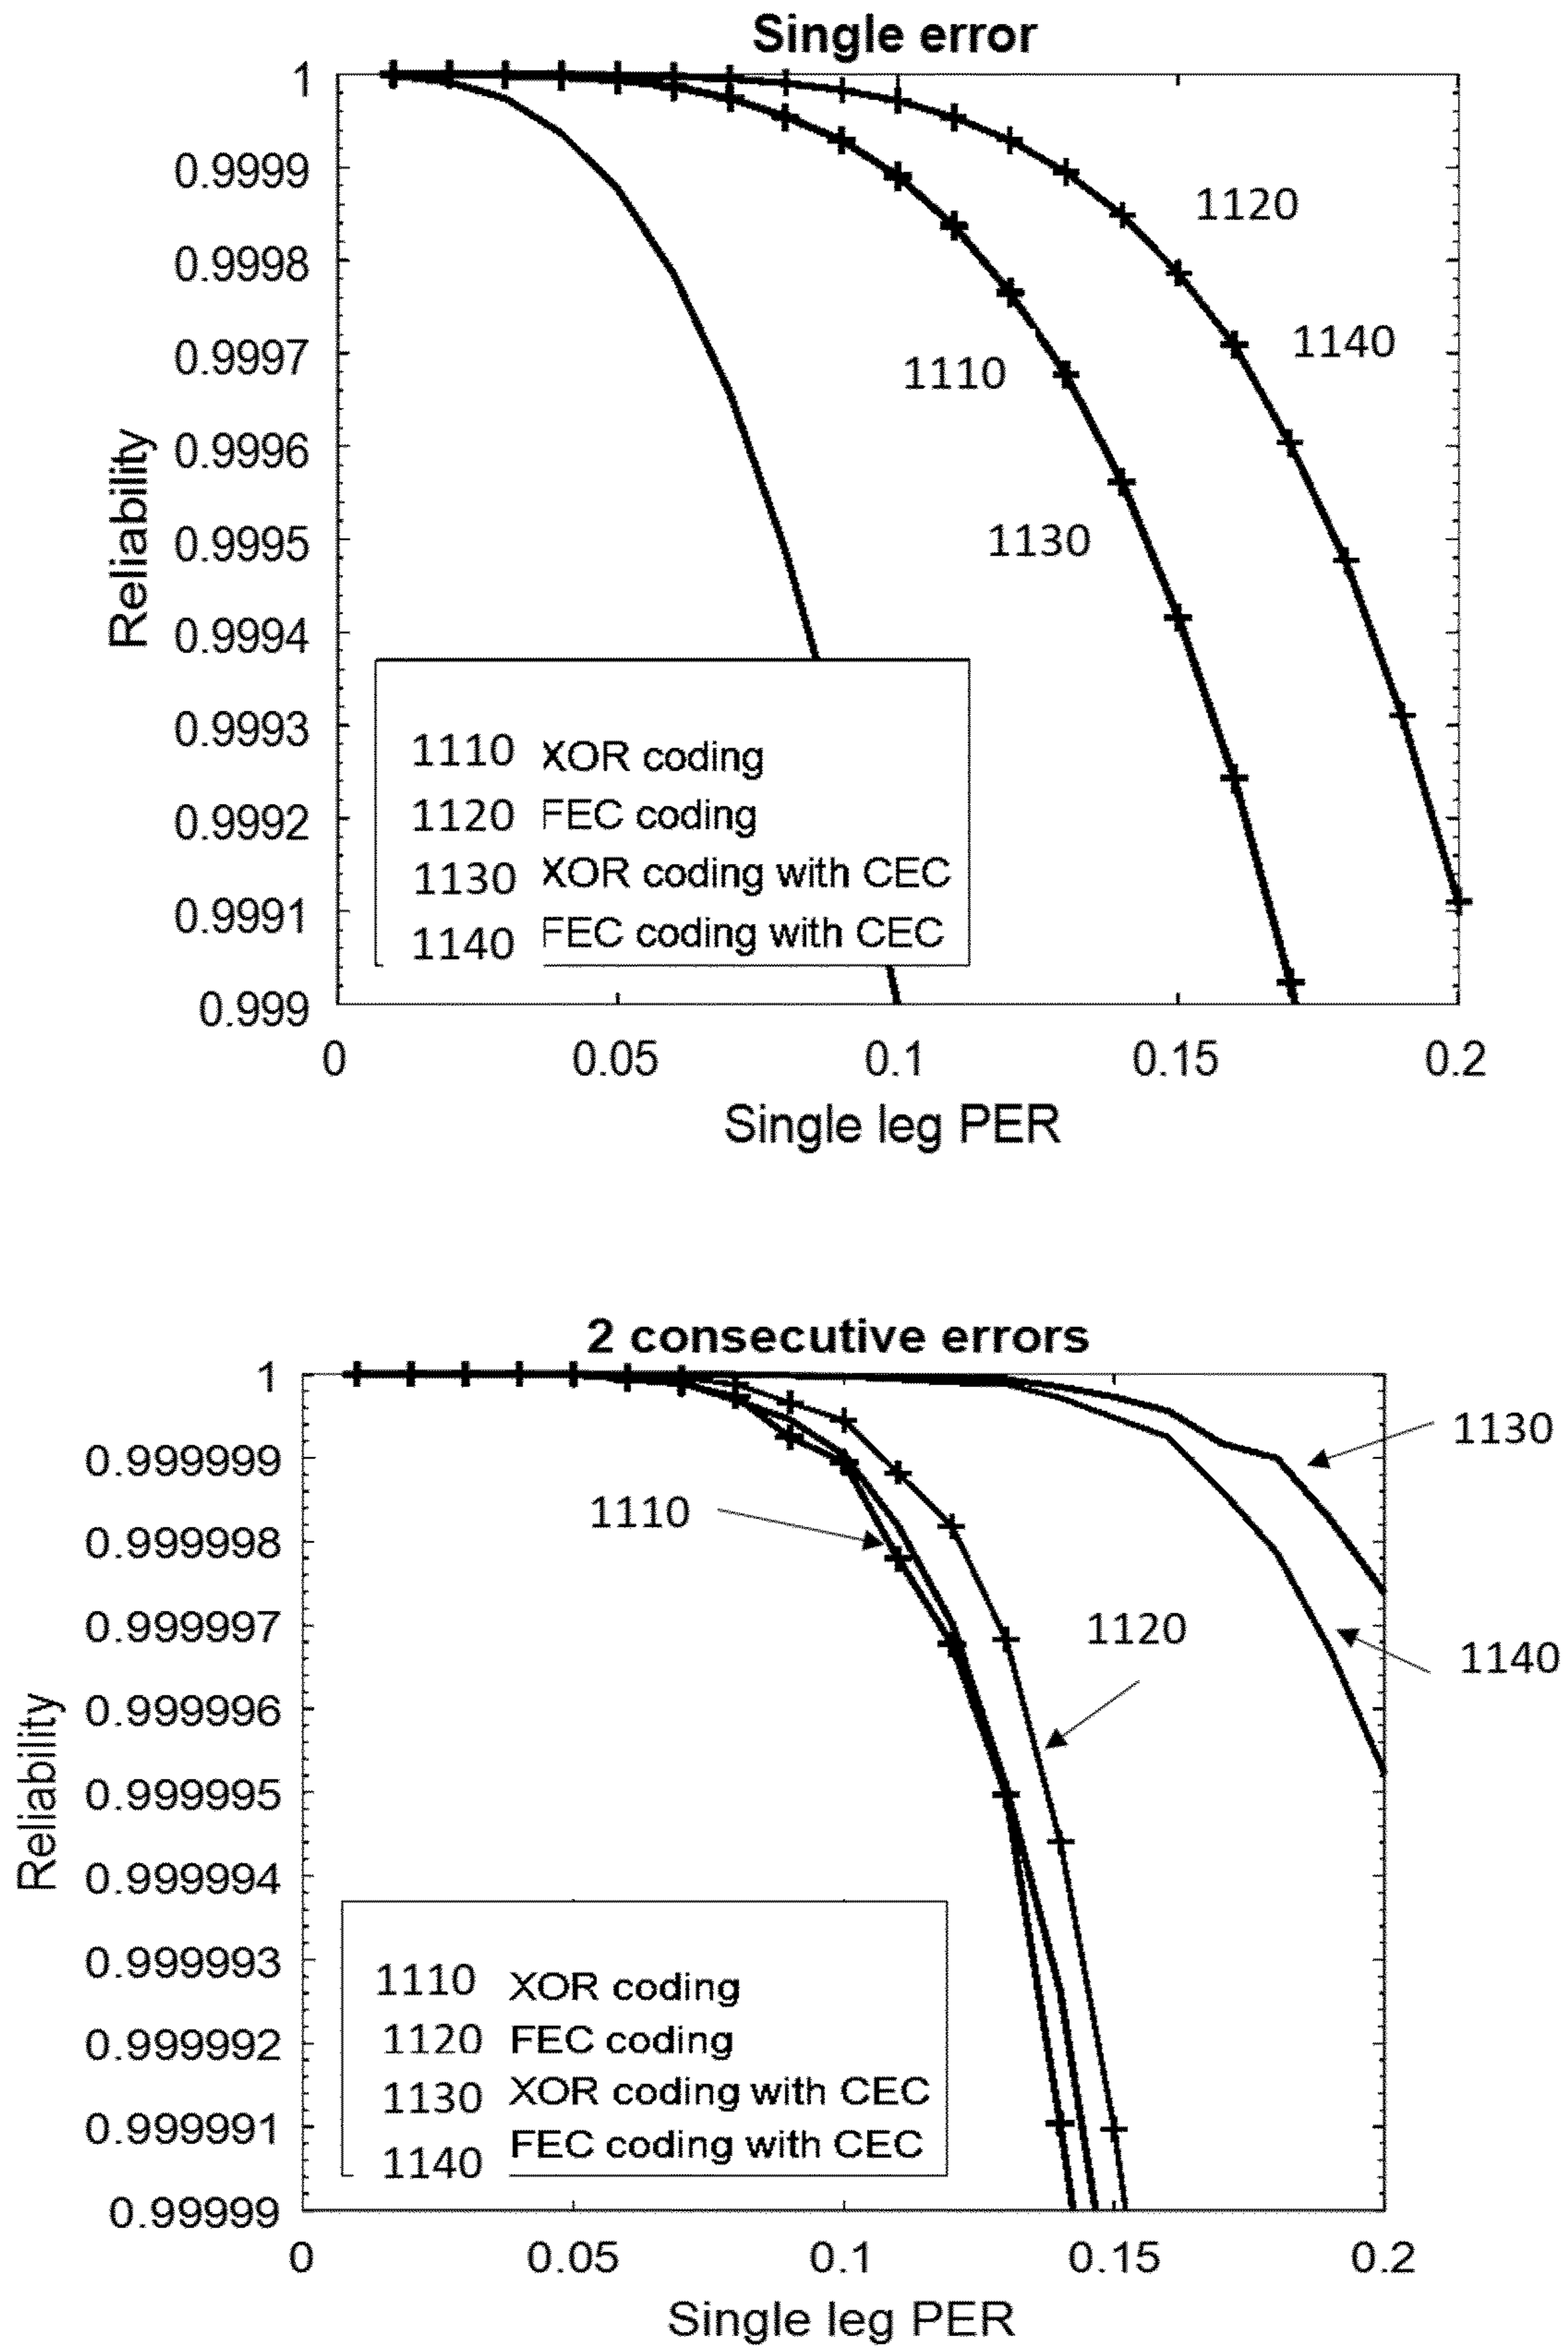 Single error
1
0.9999
0.9998
0.9997
0.9996
0.9995
0.9994
0.9993
0.9992
0.9991
0.999
Reliability
1120
1140
1110
1130
1110 XOR coding
1120 FEC coding
1130 XOR coding with CEC
1140 FEC coding with CEC
0 0.05 0.1 0.15 0.2
Single leg PER
2 consecutive errors
1
0.999999
0.999998
0.999997
0.999996
0.999995
0.999994
0.999993
0.999992
0.999991
0.99999
Reliability
1130
1110
1120
1140
1110 XOR coding
1120 FEC coding
1130 XOR coding with CEC
1140 FEC coding with CEC
0 0.05 0.1 0.15 0.2
Single leg PER